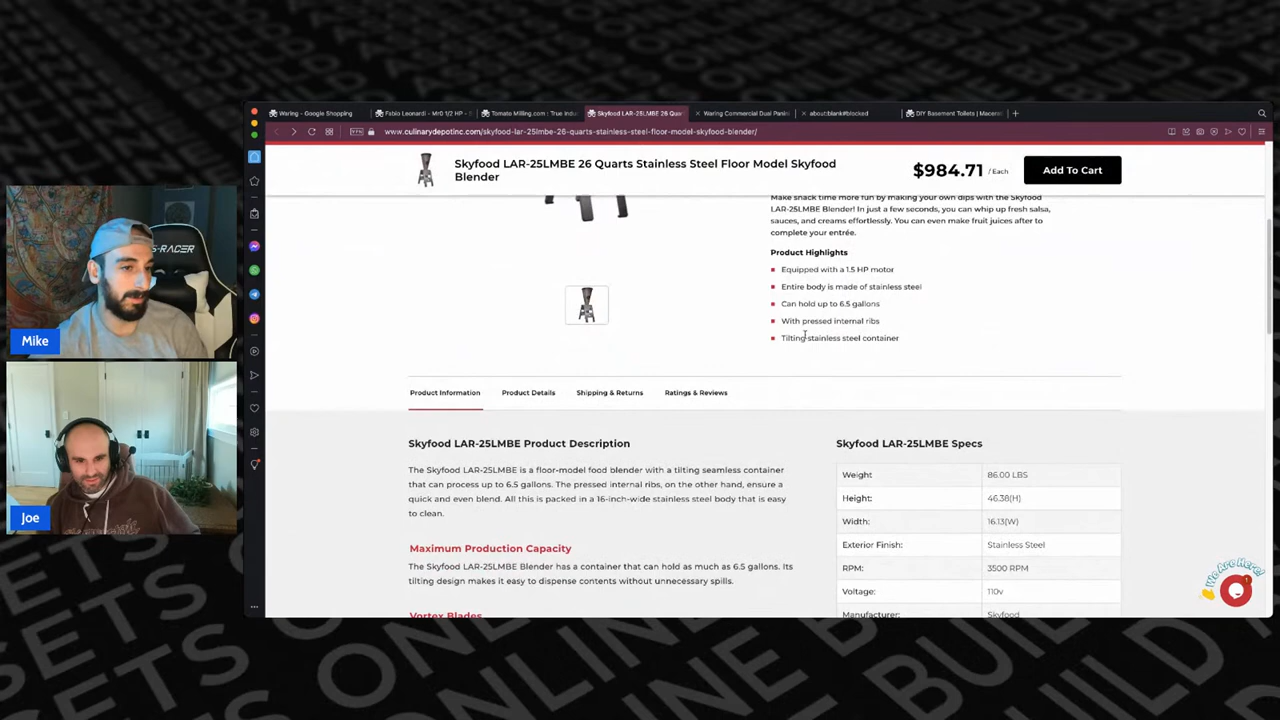 Waring - Google Shopping
Fabio Leonardi - MR0 1/2 HP - S
Tomato Milling.com | True indu
Skyfood LAR-25LMBE 26 Quar
Waring Commercial Dual Panini
about:blank#blocked
DIY Basement Toilets | Macera
www.culinarydepotinc.com/skyfood-lar-25lmbe-26-quarts-stainless-steel-floor-model-skyfood-blender/
Skyfood LAR-25LMBE 26 Quarts Stainless Steel Floor Model Skyfood
Blender
$984.71 / Each
Add To Cart
Make snack time more fun by making your own dips with the Skyfood
LAR-25LMBE Blender! In just a few seconds, you can whip up fresh salsa,
sauces, and creams effortlessly. You can even make fruit juices after to
complete your entrée.
Product Highlights
Equipped with a 1.5 HP motor
Entire body is made of stainless steel
Can hold up to 6.5 gallons
With pressed internal ribs
Tilting stainless steel container
Product Information
Product Details
Shipping & Returns
Ratings & Reviews
Skyfood LAR-25LMBE Product Description
The Skyfood LAR-25LMBE is a floor-model food blender with a tilting seamless container
that can process up to 6.5 gallons. The pressed internal ribs, on the other hand, ensure a
quick and even blend. All this is packed in a 16-inch-wide stainless steel body that is easy
to clean.
Maximum Production Capacity
The Skyfood LAR-25LMBE Blender has a container that can hold as much as 6.5 gallons. Its
tilting design makes it easy to dispense contents without unnecessary spills.
Vortex Blades
Skyfood LAR-25LMBE Specs
Weight 86.00 LBS
Height: 46.38(H)
Width: 16.13(W)
Exterior Finish: Stainless Steel
RPM: 3500 RPM
Voltage: 110v
Manufacturer: Skyfood
We Are Here!
1
VPN
S-RACER
Mike
Joe
BUILD
ASSETS ONLINE